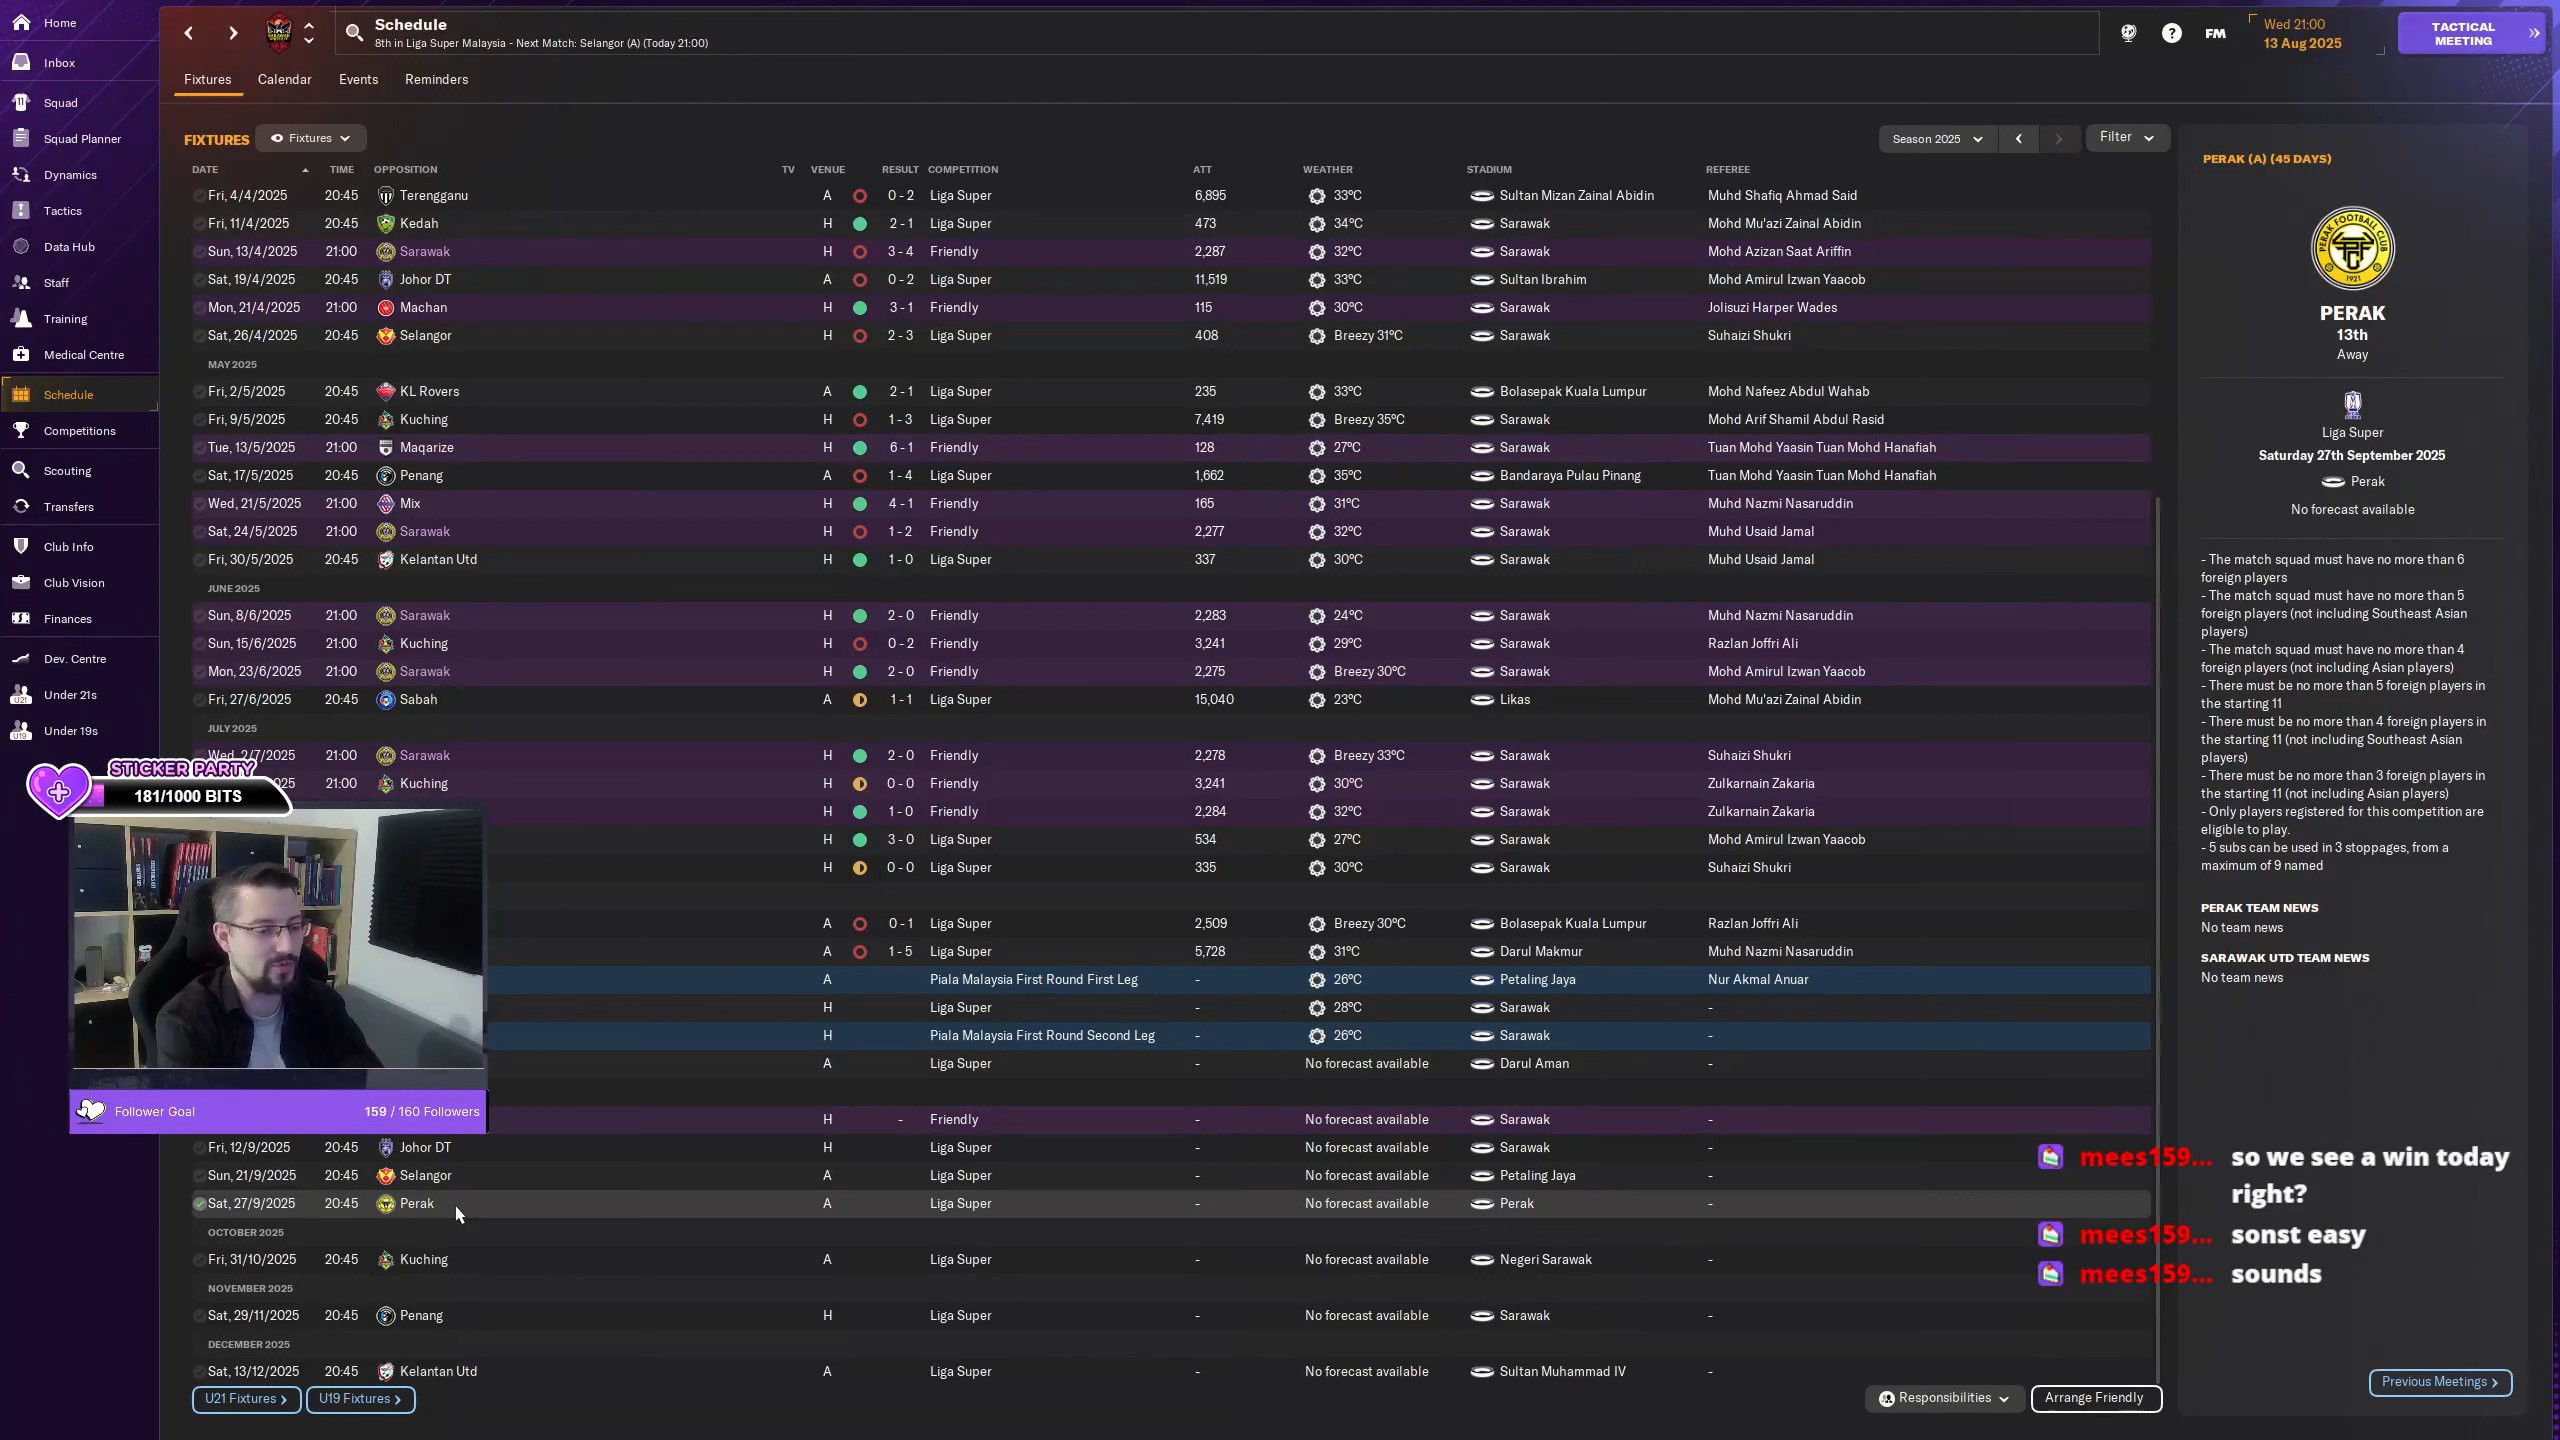 Home
Inbox
Squad
Squad Planner
Dynamics
Tactics
Data Hub
Staff
Training
Medical Centre
Schedule
Competitions
Scouting
Transfers
Club Info
Club Vision
Finances
Dev. Centre
Under 21s
Under 19s
Schedule
8th in Liga Super Malaysia - Next Match: Selangor (A) (Today 21:00)
FM
Wed 21:00
13 Aug 2025
TACTICAL
MEETING
Fixtures Calendar Events Reminders
FIXTURES Fixtures Season 2025 Filter
DATE TIME OPPOSITION TV VENUE RESULT COMPETITION ATT WEATHER STADIUM REFEREE
Fri, 4/4/2025 20:45 Terengganu A 0 - 2 Liga Super 6,895 33ºC Sultan Mizan Zainal Abidin Muhd Shafiq Ahmad Said
Fri, 11/4/2025 20:45 Kedah H 2 - 1 Liga Super 473 34ºC Sarawak Mohd Mu'azi Zainal Abidin
Sun, 13/4/2025 21:00 Sarawak H 3 - 4 Friendly 2,287 32ºC Sarawak Mohd Azizan Saat Ariffin
Sat, 19/4/2025 20:45 Johor DT A 0 - 2 Liga Super 11,519 33ºC Sultan Ibrahim Mohd Amirul Izwan Yaacob
Mon, 21/4/2025 21:00 Machan H 3 - 1 Friendly 115 30ºC Sarawak Jolisuzi Harper Wades
Sat, 26/4/2025 20:45 Selangor H 2 - 3 Liga Super 408 Breezy 31ºC Sarawak Suhaizi Shukri
MAY 2025
Fri, 2/5/2025 20:45 KL Rovers A 2 - 1 Liga Super 235 33ºC Bolasepak Kuala Lumpur Mohd Nafeez Abdul Wahab
Fri, 9/5/2025 20:45 Kuching H 1 - 3 Liga Super 7,419 Breezy 35ºC Sarawak Mohd Arif Shamil Abdul Rasid
Tue, 13/5/2025 21:00 Maqarize H 6 - 1 Friendly 128 27ºC Sarawak Tuan Mohd Yaasin Tuan Mohd Hanafiah
Sat, 17/5/2025 20:45 Penang A 1 - 4 Liga Super 1,662 35ºC Bandaraya Pulau Pinang Tuan Mohd Yaasin Tuan Mohd Hanafiah
Wed, 21/5/2025 21:00 Mix H 4 - 1 Friendly 165 31ºC Sarawak Muhd Nazmi Nasaruddin
Sat, 24/5/2025 21:00 Sarawak H 1 - 2 Friendly 2,277 32ºC Sarawak Muhd Usaid Jamal
Fri, 30/5/2025 20:45 Kelantan Utd H 1 - 0 Liga Super 337 30ºC Sarawak Muhd Usaid Jamal
JUNE 2025
Sun, 8/6/2025 21:00 Sarawak H 2 - 0 Friendly 2,283 24ºC Sarawak Muhd Nazmi Nasaruddin
Sun, 15/6/2025 21:00 Kuching H 0 - 2 Friendly 3,241 29ºC Sarawak Razlan Joffri Ali
Mon, 23/6/2025 21:00 Sarawak H 2 - 0 Friendly 2,275 Breezy 30ºC Sarawak Mohd Amirul Izwan Yaacob
Fri, 27/6/2025 20:45 Sabah A 1 - 1 Liga Super 15,040 23ºC Likas Mohd Mu'azi Zainal Abidin
JULY 2025
Wed, 2/7/2025 21:00 Sarawak H 2 - 0 Friendly 2,278 Breezy 33ºC Sarawak Suhaizi Shukri
21:00 Kuching H 0 - 0 Friendly 3,241 30ºC Sarawak Zulkarnain Zakaria
H 1 - 0 Friendly 2,284 32ºC Sarawak Zulkarnain Zakaria
H 3 - 0 Liga Super 534 27ºC Sarawak Mohd Amirul Izwan Yaacob
H 0 - 0 Liga Super 335 30ºC Sarawak Suhaizi Shukri
A 0 - 1 Liga Super 2,509 Breezy 30ºC Bolasepak Kuala Lumpur Razlan Joffri Ali
A 1 - 5 Liga Super 5,728 31ºC Darul Makmur Muhd Nazmi Nasaruddin
A Piala Malaysia First Round First Leg - 26ºC Petaling Jaya Nur Akmal Anuar
H Liga Super - 28ºC Sarawak -
H Piala Malaysia First Round Second Leg - 26ºC Sarawak -
A Liga Super - No forecast available Darul Aman -
H - Friendly - No forecast available Sarawak -
Fri, 12/9/2025 20:45 Johor DT H Liga Super - No forecast available Sarawak -
Sun, 21/9/2025 20:45 Selangor A Liga Super - No forecast available Petaling Jaya -
Sat, 27/9/2025 20:45 Perak A Liga Super - No forecast available Perak -
OCTOBER 2025
Fri, 31/10/2025 20:45 Kuching A Liga Super - No forecast available Negeri Sarawak -
NOVEMBER 2025
Sat, 29/11/2025 20:45 Penang H Liga Super - No forecast available Sarawak -
DECEMBER 2025
Sat, 13/12/2025 20:45 Kelantan Utd A Liga Super - No forecast available Sultan Muhammad IV -
U21 Fixtures U19 Fixtures Responsibilities Arrange Friendly
STICKER PARTY
181/1000 BITS
Follower Goal 159 / 160 Followers
PERAK (A) (45 DAYS)
PERAK FOOTBALL CLUB
1921
PERAK
13th
Away
Liga Super
Saturday 27th September 2025
Perak
No forecast available
- The match squad must have no more than 6
foreign players
- The match squad must have no more than 5
foreign players (not including Southeast Asian
players)
- The match squad must have no more than 4
foreign players (not including Asian players)
- There must be no more than 5 foreign players in
the starting 11
- There must be no more than 4 foreign players in
the starting 11 (not including Southeast Asian
players)
- There must be no more than 3 foreign players in
the starting 11 (not including Asian players)
- Only players registered for this competition are
eligible to play.
- 5 subs can be used in 3 stoppages, from a
maximum of 9 named
PERAK TEAM NEWS
No team news
SARAWAK UTD TEAM NEWS
No team news
mees159... so we see a win today
right?
mees159... sonst easy
mees159... sounds
Previous Meetings